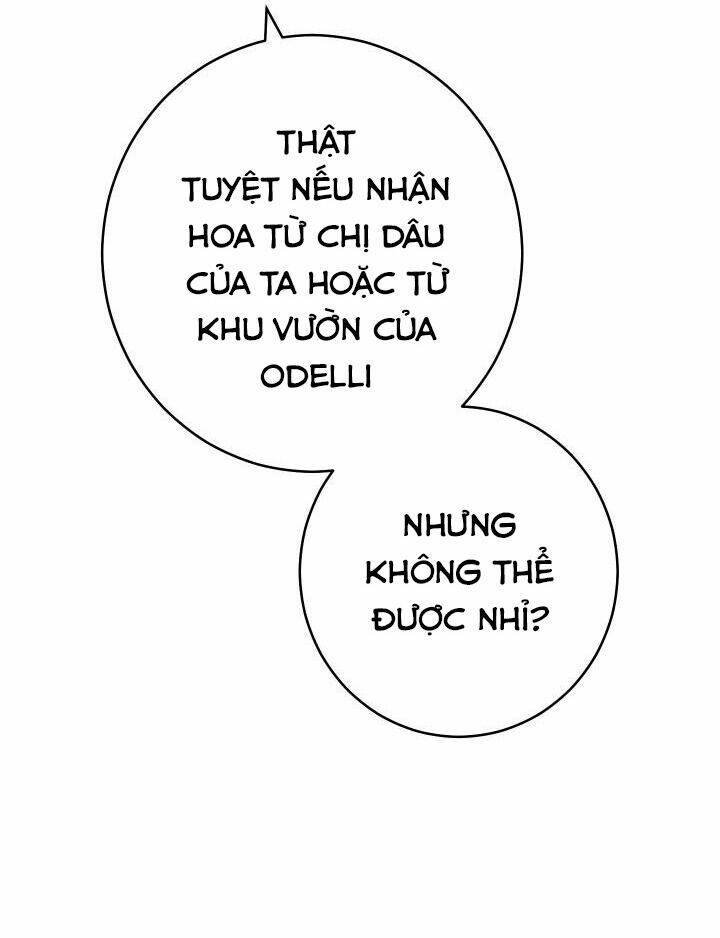 THẬT
TUYỆT NẾU NHẬN
HOA TỪ CHỊ DÂU
CỦA TA HOẶC TỪ
KHU VƯỜN CỦA
ODELLI
NHƯNG
KHÔNG THỂ
ĐƯỢC NHỈ?